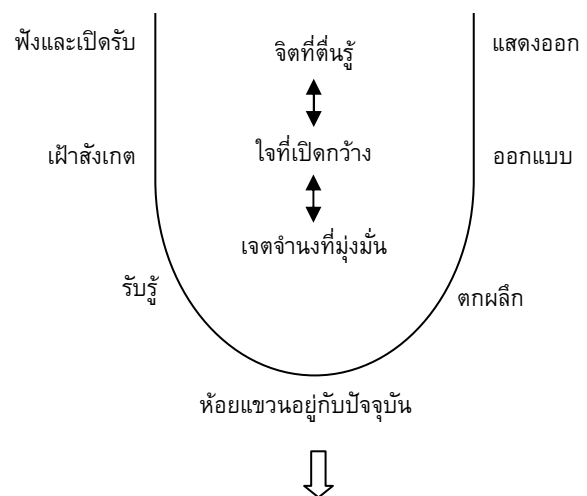 ฟังและเปิดรับ
จิตที่ตื่นรู้
แสดงออก
เฝ้าสังเกต
ใจที่เปิดกว้าง
ออกแบบ
เจตจำนงที่มุ่งมั่น
รับรู้
ตกผลึก
ห้อยแขวนอยู่กับปัจจุบัน